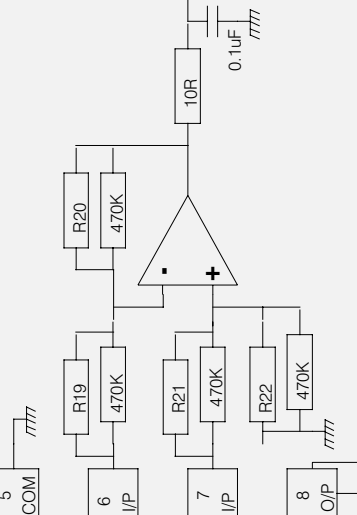 0.1uF
10R
R20
470K
-
+
R19
470K
R21
470K
R22
470K
5
COM
6
I/P
7
I/P
8
O/P